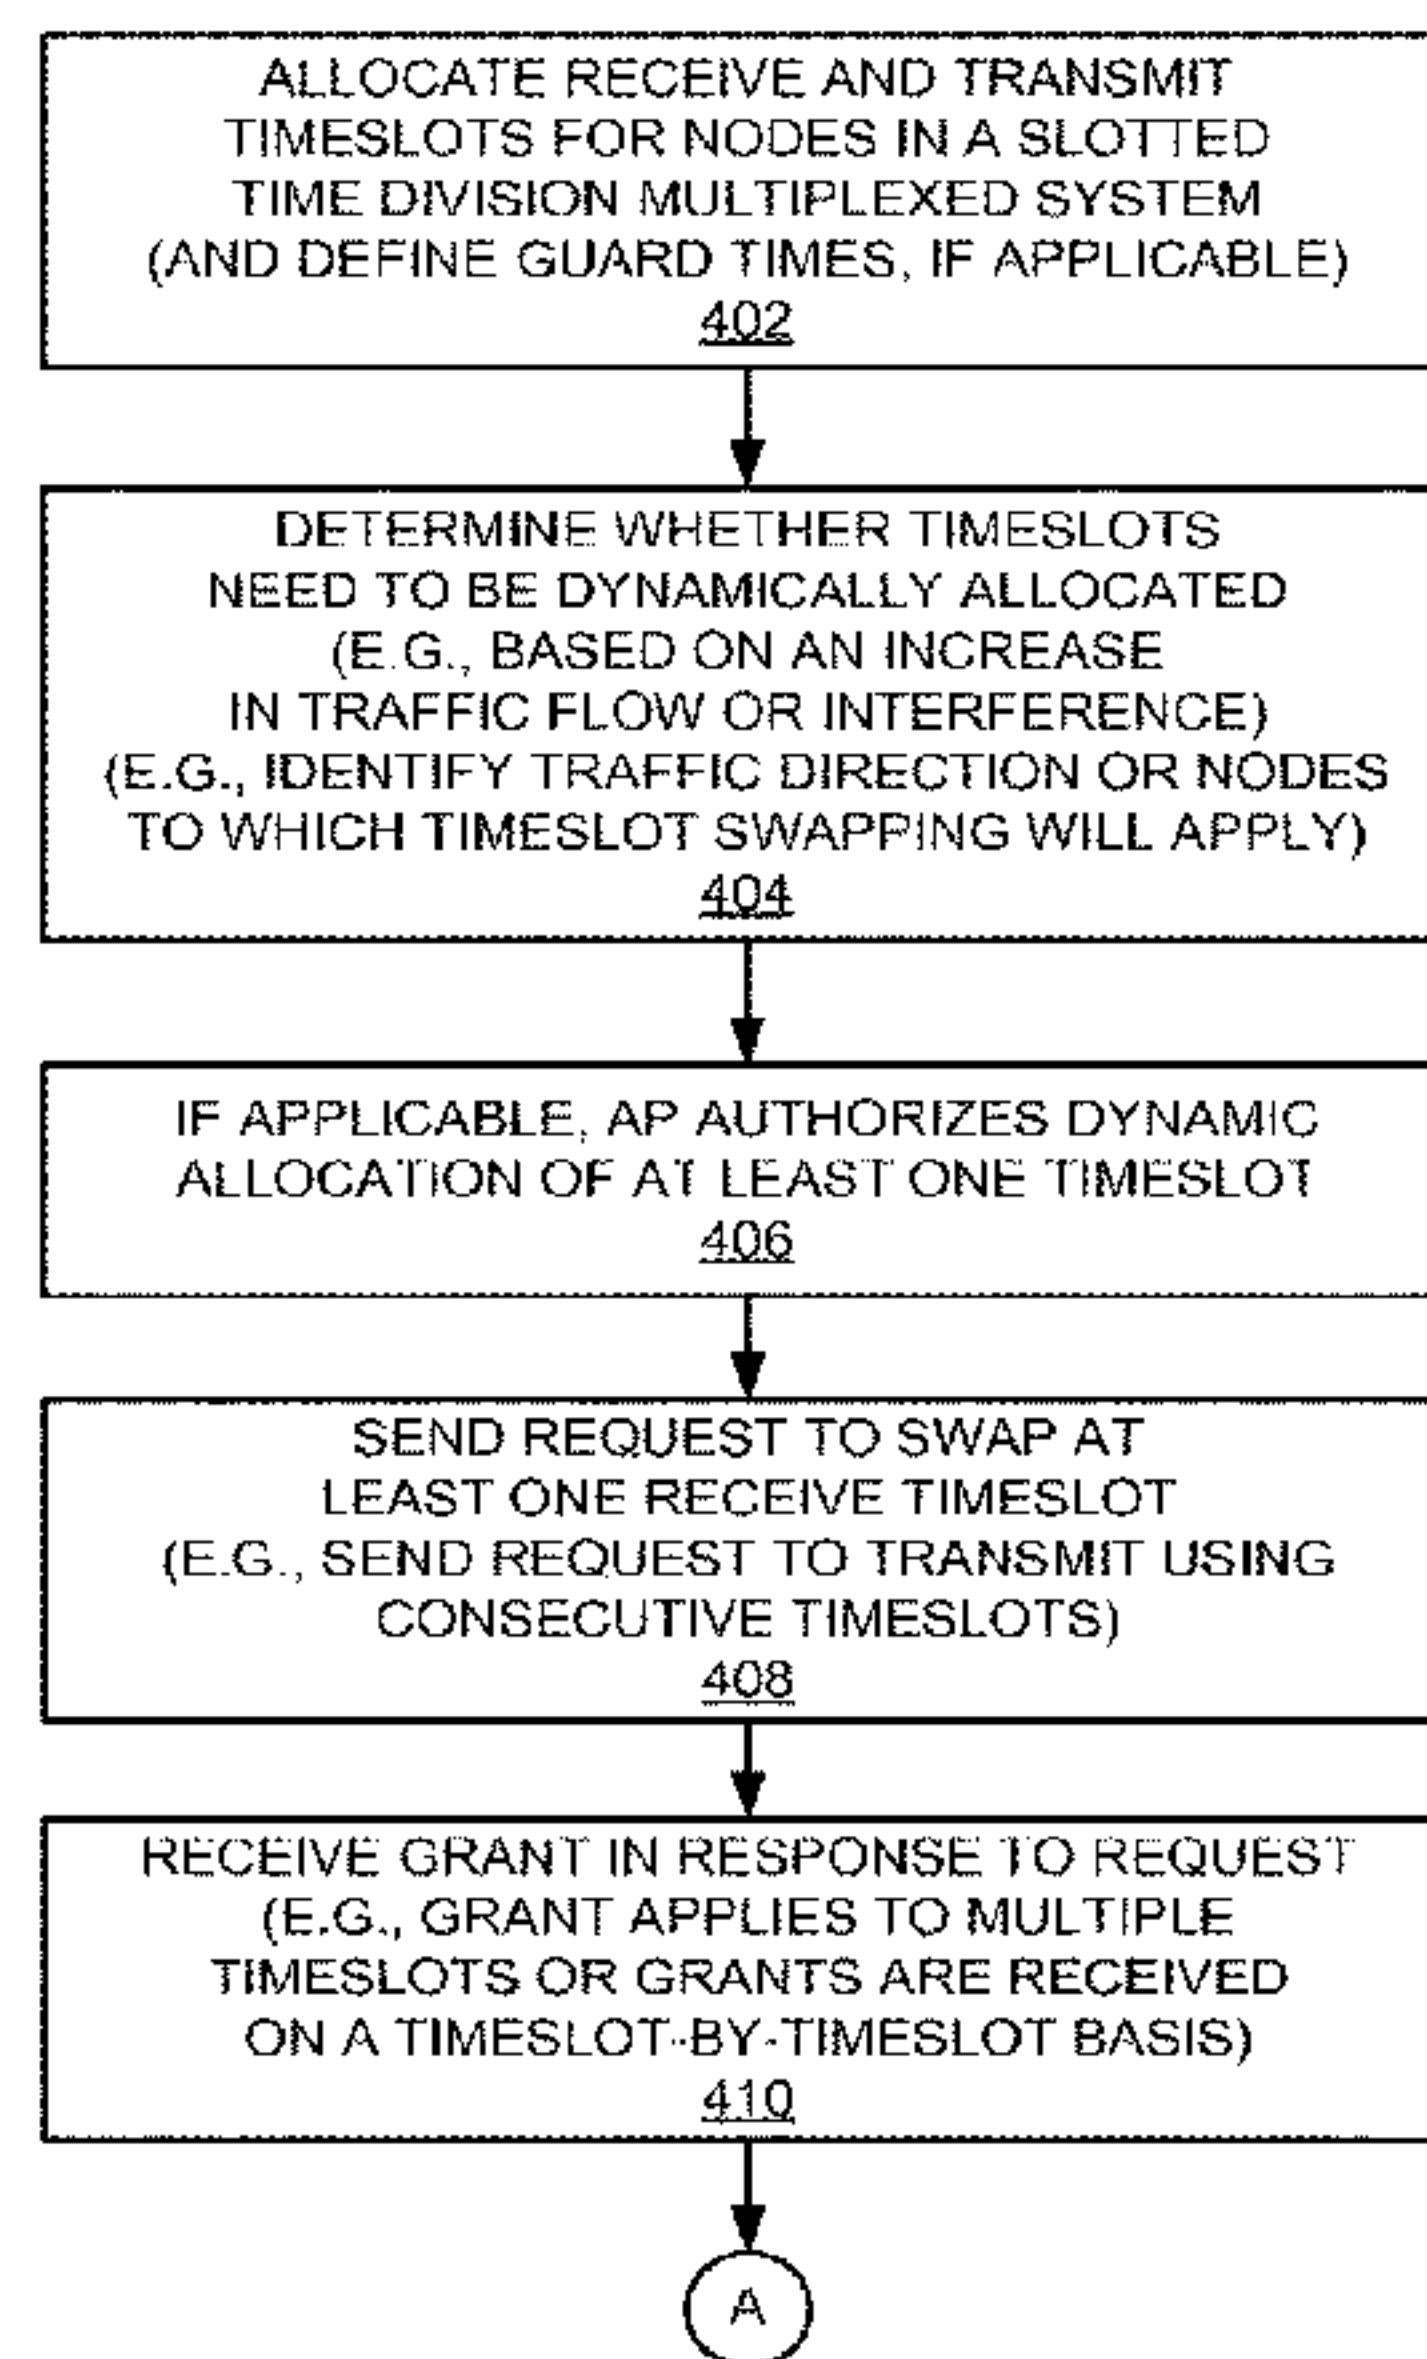 ALLOCATE RECEIVE AND TRANSMIT
TIMESLOTS FOR NODES IN A SLOTTED
TIME DIVISION MULTIPLEXED SYSTEM
(AND DEFINE GUARD TIMES, IF APPLICABLE)
402
DETERMINE WHETHER TIMESLOTS
NEED TO BE DYNAMICALLY ALLOCATED
(E.G., BASED ON AN INCREASE
IN TRAFFIC FLOW OR INTERFERENCE)
(E.G., IDENTIFY TRAFFIC DIRECTION OR NODES
TO WHICH TIMESLOT SWAPPING WILL APPLY)
404
IF APPLICABLE, AP AUTHORIZES DYNAMIC
ALLOCATION OF AT LEAST ONE TIMESLOT
406
SEND REQUEST TO SWAP AT
LEAST ONE RECEIVE TIMESLOT
(E.G., SEND REQUEST TO TRANSMIT USING
CONSECUTIVE TIMESLOTS)
408
RECEIVE GRANT IN RESPONSE TO REQUEST
(E.G., GRANT APPLIES TO MULTIPLE
TIMESLOTS OR GRANTS ARE RECEIVED
ON A TIMESLOT-BY-TIMESLOT BASIS)
410
A